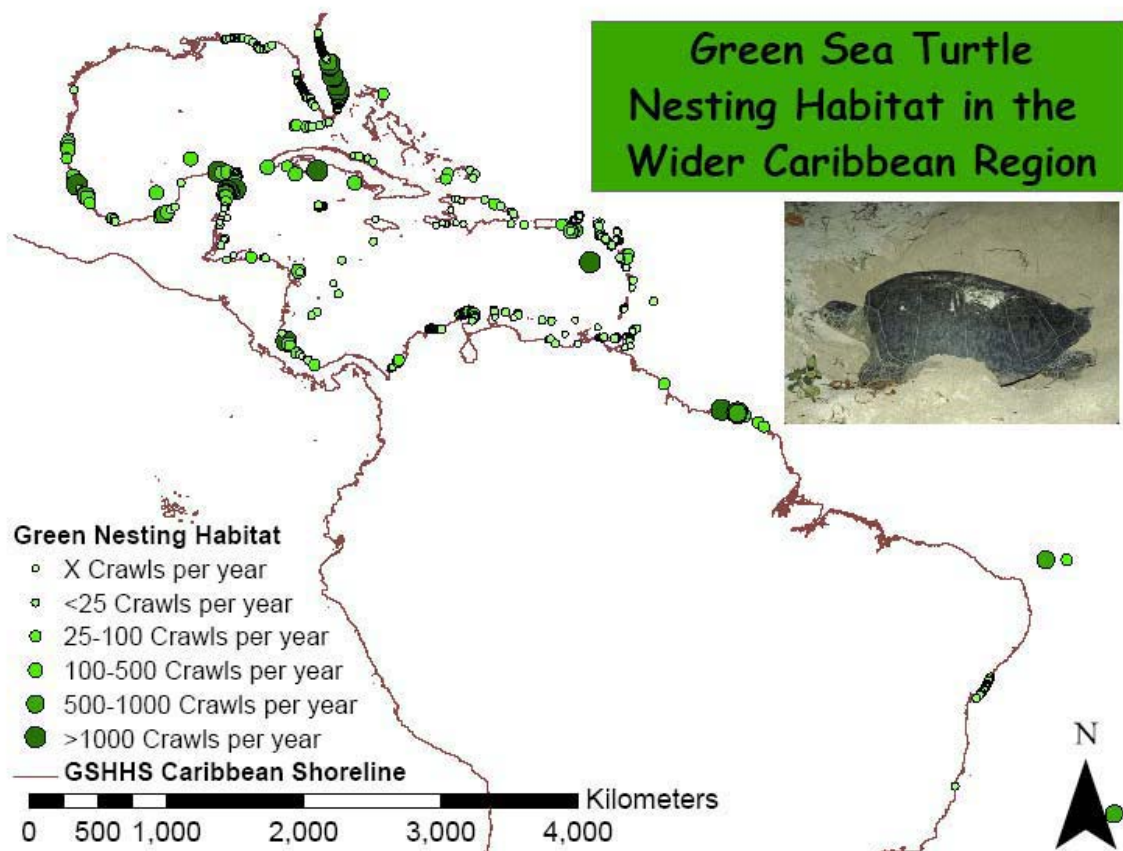 Green Sea Turtle
Nesting Habitat in the
Wider Caribbean Region
Green Nesting Habitat
X Crawls per year
<25 Crawls per year
25-100 Crawls per year
100-500 Crawls per year
500-1000 Crawls per year
>1000 Crawls per year
GSHHS Caribbean Shoreline
Kilometers
0 500 1,000 2,000 3,000 4,000
N